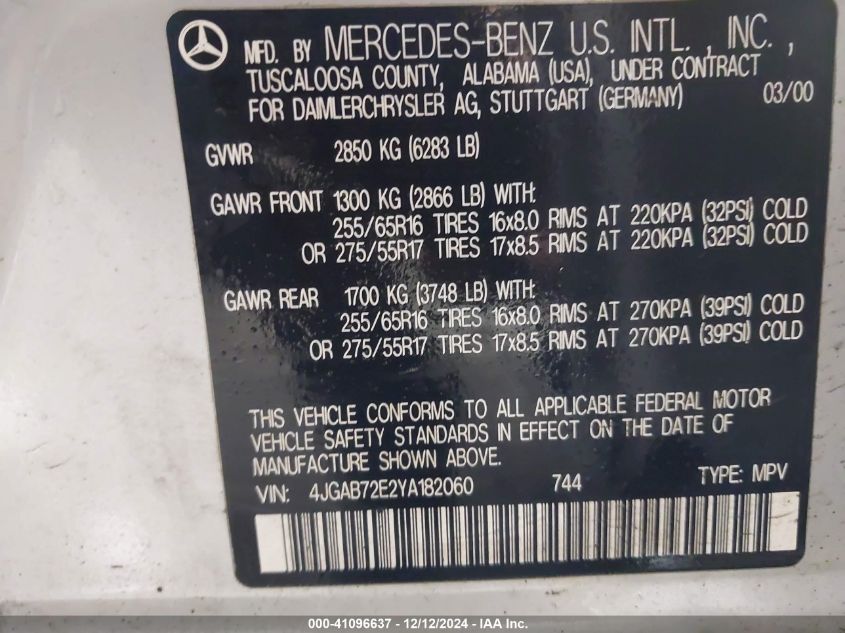 MFD. BY MERCEDES-BENZ U.S. INTL., INC.,
TUSCALOOSA COUNTY, ALABAMA (USA), UNDER CONTRACT
FOR DAIMLERCHRYSLER AG, STUTTGART (GERMANY) 03/00
GVWR 2850 KG (6283 LB)
GAWR FRONT 1300 KG (2866 LB) WITH:
255/65R16 TIRES 16x8.0 RIMS AT 220KPA (32PSI) COLD
OR 275/55R17 TIRES 17x8.5 RIMS AT 220KPA (32PSI) COLD
GAWR REAR 1700 KG (3748 LB) WITH:
255/65R16 TIRES 16x8.0 RIMS AT 270KPA (39PSI) COLD
OR 275/55R17 TIRES 17x8.5 RIMS AT 270KPA (39PSI) COLD
THIS VEHICLE CONFORMS TO ALL APPLICABLE FEDERAL MOTOR
VEHICLE SAFETY STANDARDS IN EFFECT ON THE DATE OF
MANUFACTURE SHOWN ABOVE.
VIN: 4JGAB72E2YA182060 744 TYPE: MPV
000-41096637 - 12/12/2024 - IAA Inc.